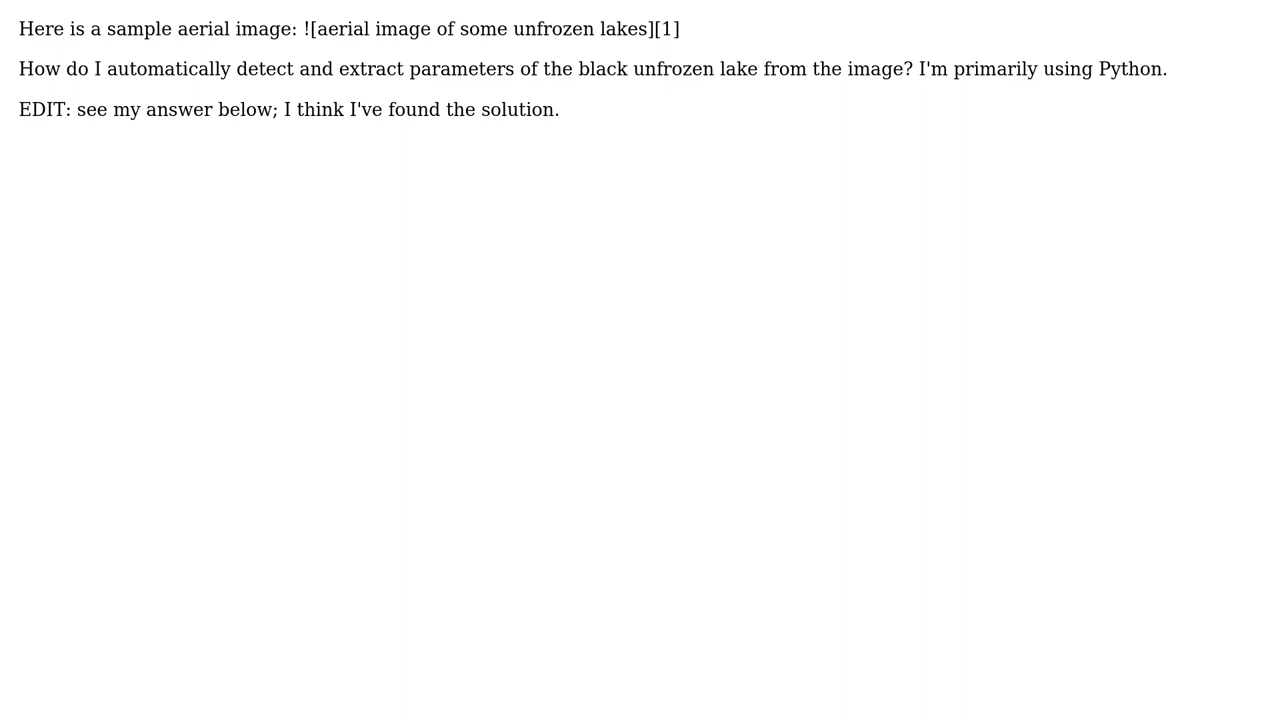 Here is a sample aerial image: ![aerial image of some unfrozen lakes][1]
How do I automatically detect and extract parameters of the black unfrozen lake from the image? I'm primarily using Python.
EDIT: see my answer below; I think I've found the solution.